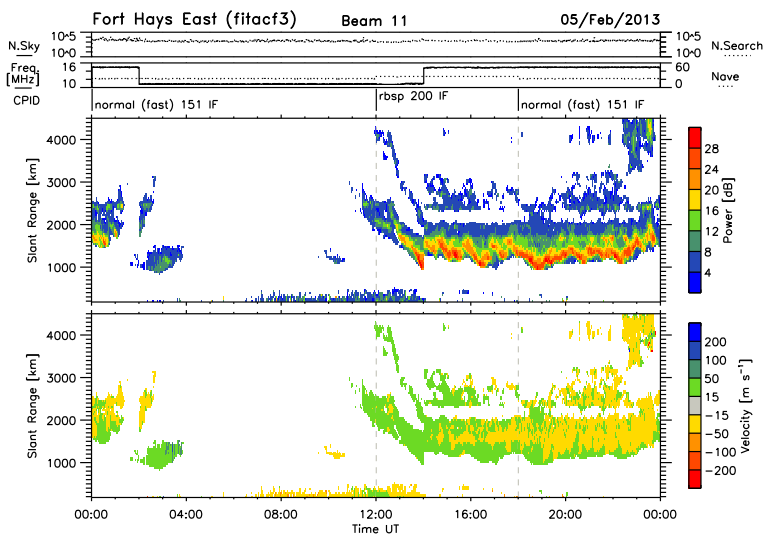 Fort Hays East (fitacf3) Beam 11 05/Feb/2013
N.Sky 10^5 10^0 10^5 10^0 N.Search
Freq. [MHz] 16 10 60 0 Nave
CPID normal (fast) 151 IF rbsp 200 IF normal (fast) 151 IF
Slant Range [km]
4000
3000
2000
1000
28
24
20
16
12
8
4
Power [dB]
Slant Range [km]
4000
3000
2000
1000
200
100
50
15
-15
-50
-100
-200
Velocity [m s⁻¹]
00:00 04:00 08:00 12:00 16:00 20:00 00:00
Time UT